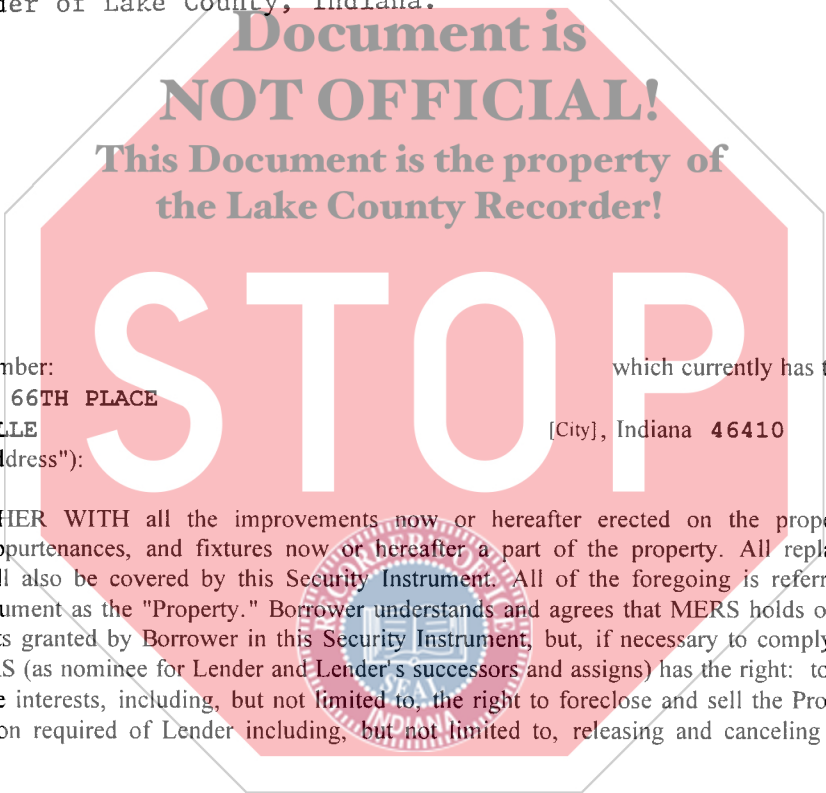 der of Lake County, Indiana.
Document is
NOT OFFICIAL!
This Document is the property of
the Lake County Recorder!
STOP
mber: which currently has t
66TH PLACE
LLE [City], Indiana 46410
ddress"):
HER WITH all the improvements now or hereafter erected on the prope
ppurtenances, and fixtures now or hereafter a part of the property. All repla
ll also be covered by this Security Instrument. All of the foregoing is referr
ument as the "Property." Borrower understands and agrees that MERS holds o
ts granted by Borrower in this Security Instrument, but, if necessary to comply
RS (as nominee for Lender and Lender's successors and assigns) has the right: to
e interests, including, but not limited to, the right to foreclose and sell the Pro
on required of Lender including, but not limited to, releasing and canceling
RECORDER'S OFFICE
SEAL
INDIANA